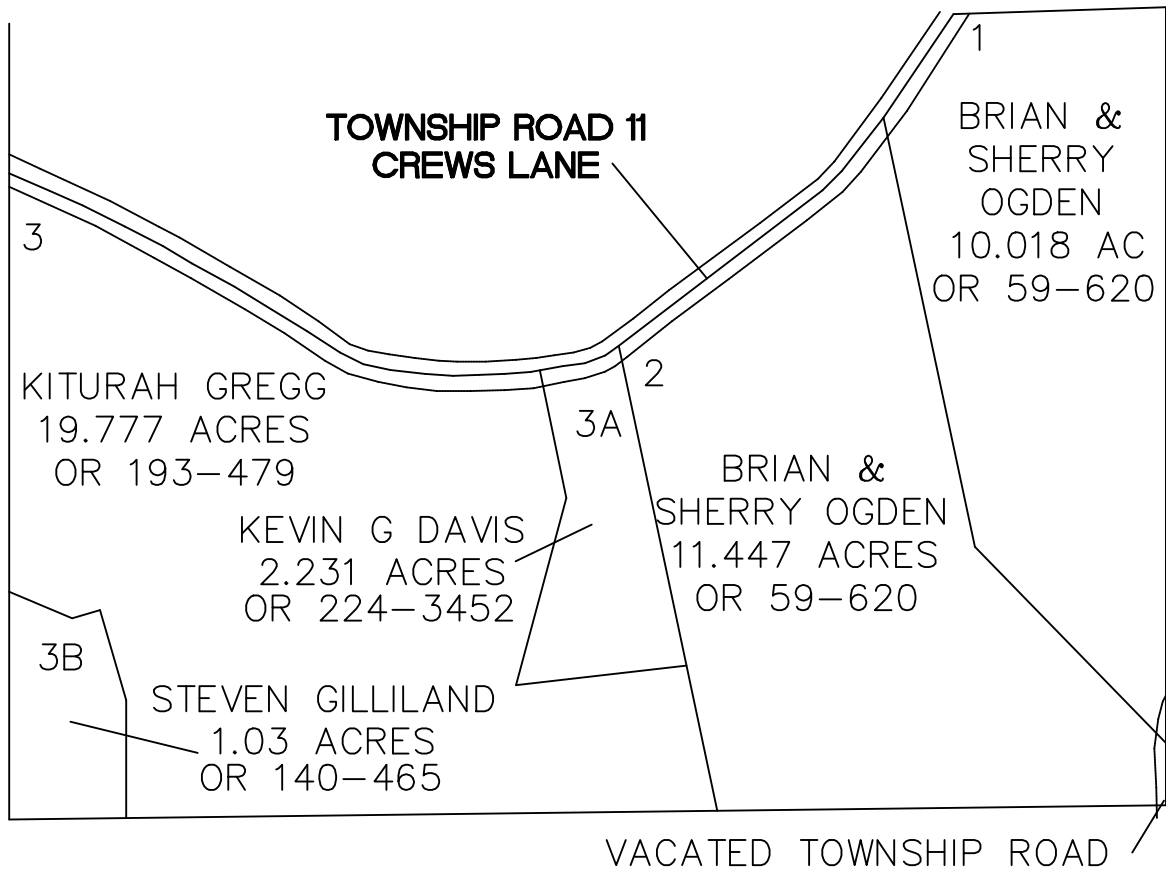 1
BRIAN &
SHERRY
OGDEN
10.018 AC
OR 59-620
TOWNSHIP ROAD 11
CREWS LANE
3
KITURAH GREGG
19.777 ACRES
OR 193-479
2
3A
BRIAN &
SHERRY OGDEN
11.447 ACRES
OR 59-620
KEVIN G DAVIS
2.231 ACRES
OR 224-3452
3B
STEVEN GILLILAND
1.03 ACRES
OR 140-465
VACATED TOWNSHIP ROAD